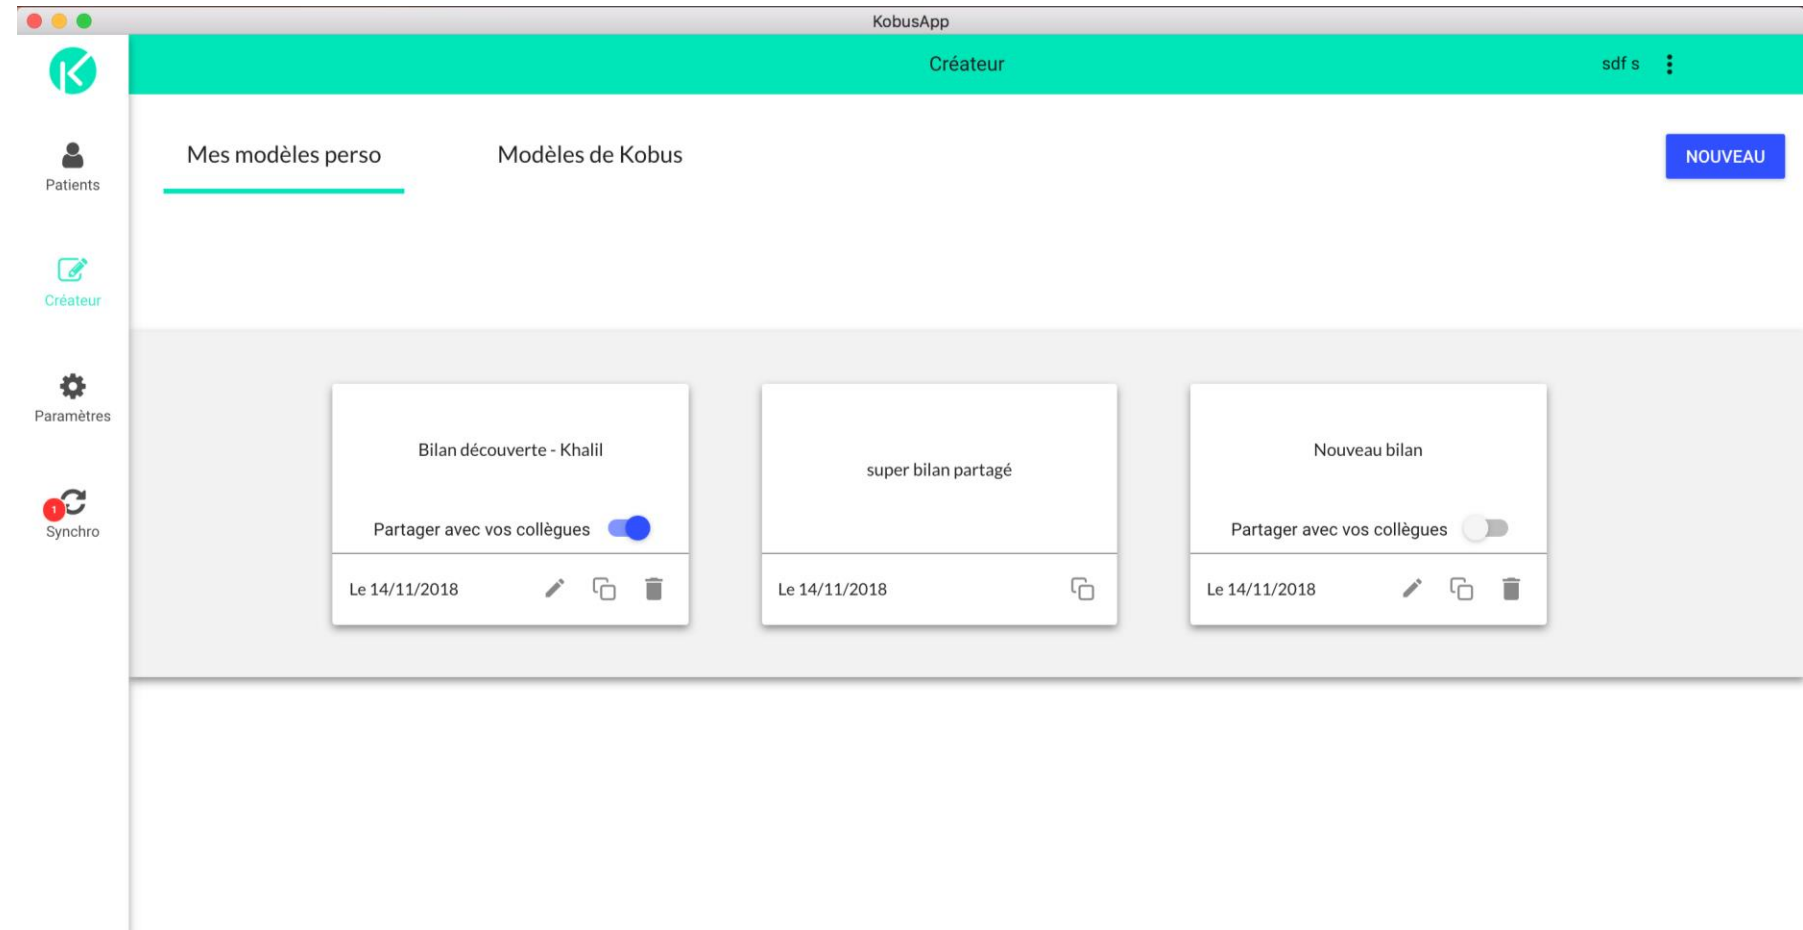 KobusApp
Créateur
sdf s
Patients
Créateur
Paramètres
1
Synchro
Mes modèles perso
Modèles de Kobus
NOUVEAU
Bilan découverte - Khalil
Partager avec vos collègues
Le 14/11/2018
super bilan partagé
Le 14/11/2018
Nouveau bilan
Partager avec vos collègues
Le 14/11/2018